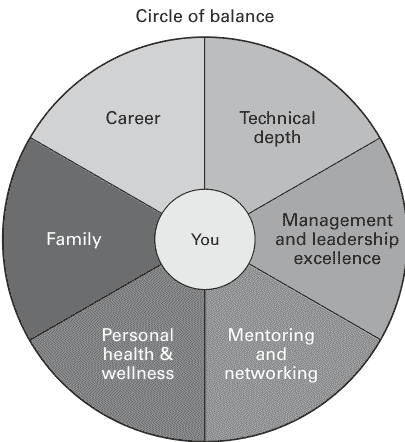 Circle of balance
Career
Technical
depth
Family
You
Management
and leadership
excellence
Personal
health &
wellness
Mentoring
and
networking